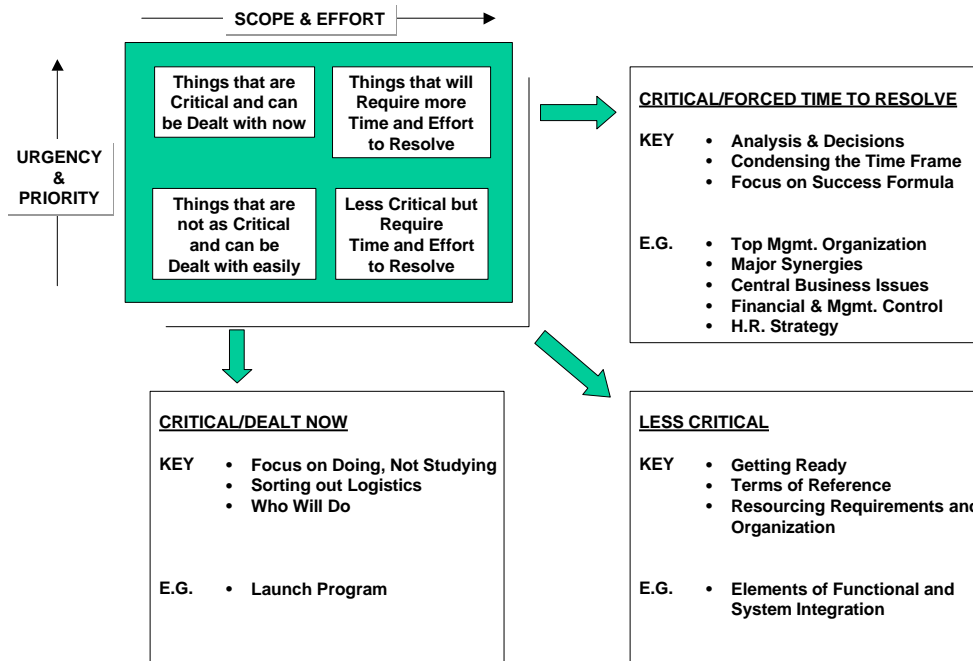 SCOPE & EFFORT
URGENCY
&
PRIORITY
Things that are
Critical and can
be Dealt with now
Things that will
Require more
Time and Effort
to Resolve
Things that are
not as Critical
and can be
Dealt with easily
Less Critical but
Require
Time and Effort
to Resolve
CRITICAL/FORCED TIME TO RESOLVE
KEY • Analysis & Decisions
• Condensing the Time Frame
• Focus on Success Formula
E.G. • Top Mgmt. Organization
• Major Synergies
• Central Business Issues
• Financial & Mgmt. Control
• H.R. Strategy
CRITICAL/DEALT NOW
KEY • Focus on Doing, Not Studying
• Sorting out Logistics
• Who Will Do
E.G. • Launch Program
LESS CRITICAL
KEY • Getting Ready
• Terms of Reference
• Resourcing Requirements and
Organization
E.G. • Elements of Functional and
System Integration